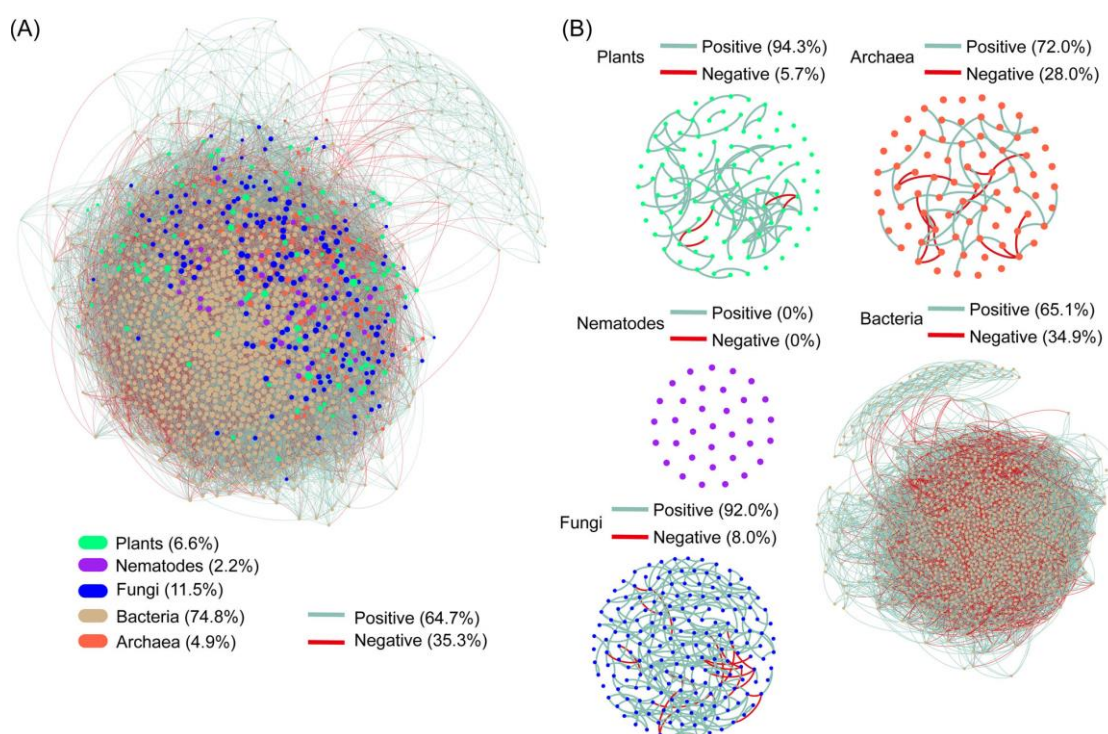 (A)
Plants (6.6%)
Nematodes (2.2%)
Fungi (11.5%)
Bacteria (74.8%)
Archaea (4.9%)
Positive (64.7%)
Negative (35.3%)
(B)
Plants
Positive (94.3%)
Negative (5.7%)
Archaea
Positive (72.0%)
Negative (28.0%)
Nematodes
Positive (0%)
Negative (0%)
Bacteria
Positive (65.1%)
Negative (34.9%)
Fungi
Positive (92.0%)
Negative (8.0%)